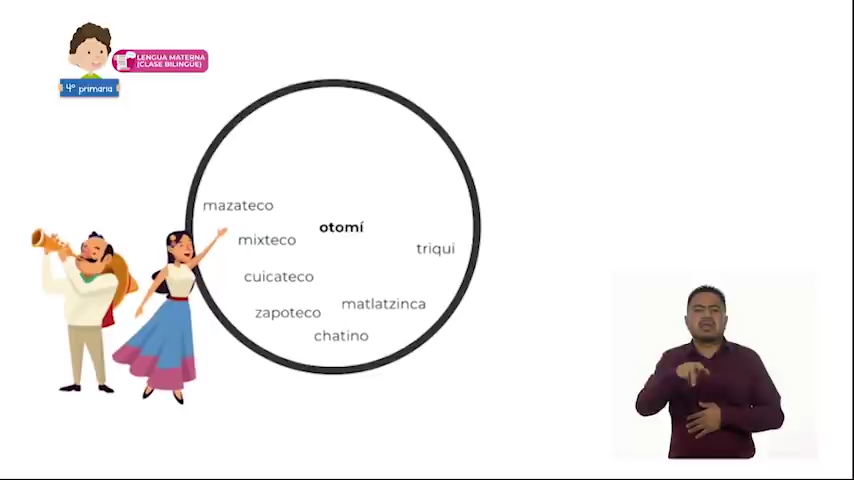 LENGUA MATERNA
(CLASE BILINGÜE)
4° primaria
mazateco
otomí
mixteco
triqui
cuicateco
matlatzinca
zapoteco
chatino